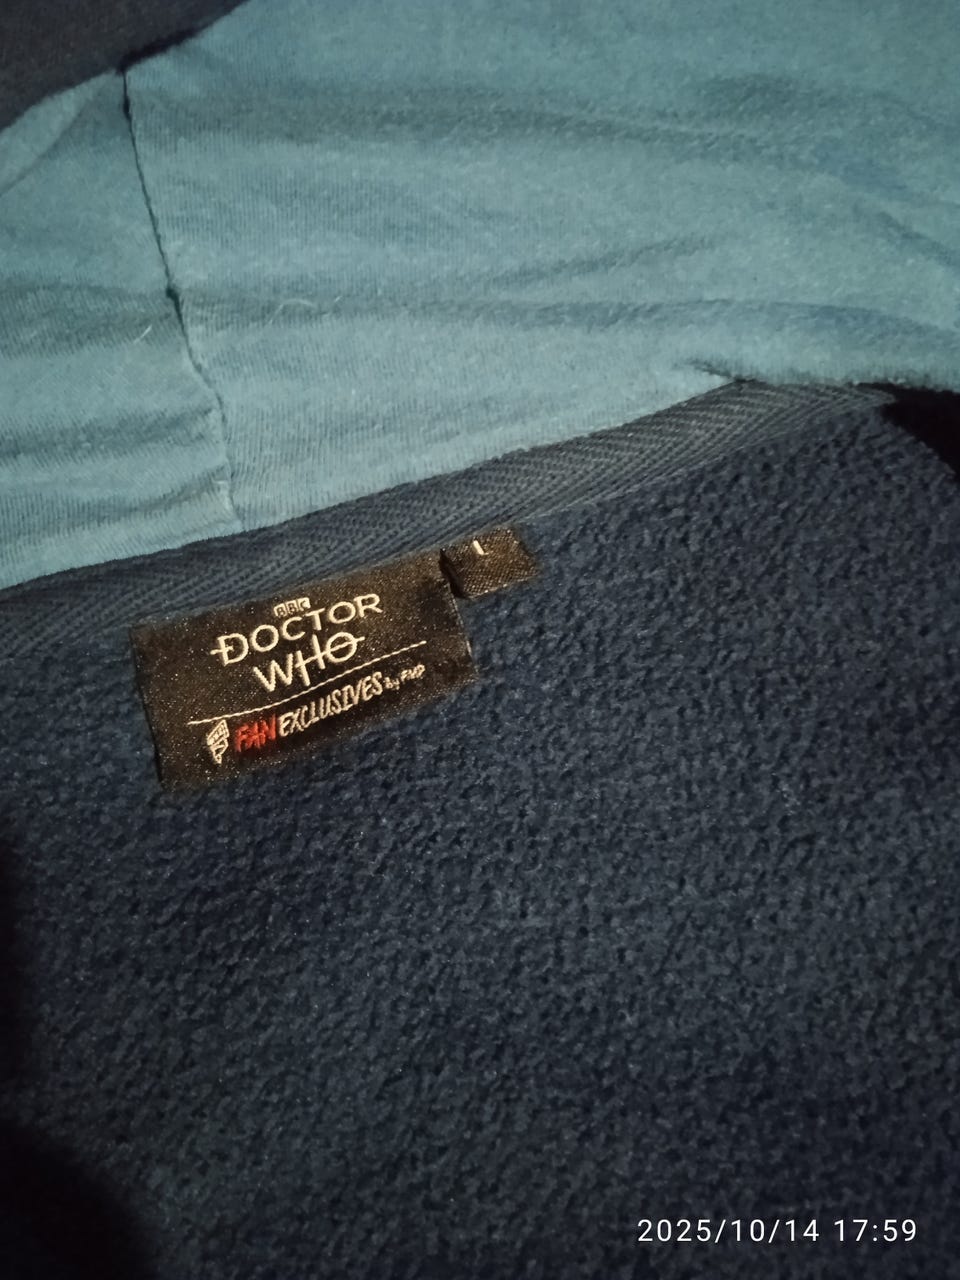 L
BBC
DOCTOR
WHO
FAN EXCLUSIVES by FMP
2025/10/14 17:59